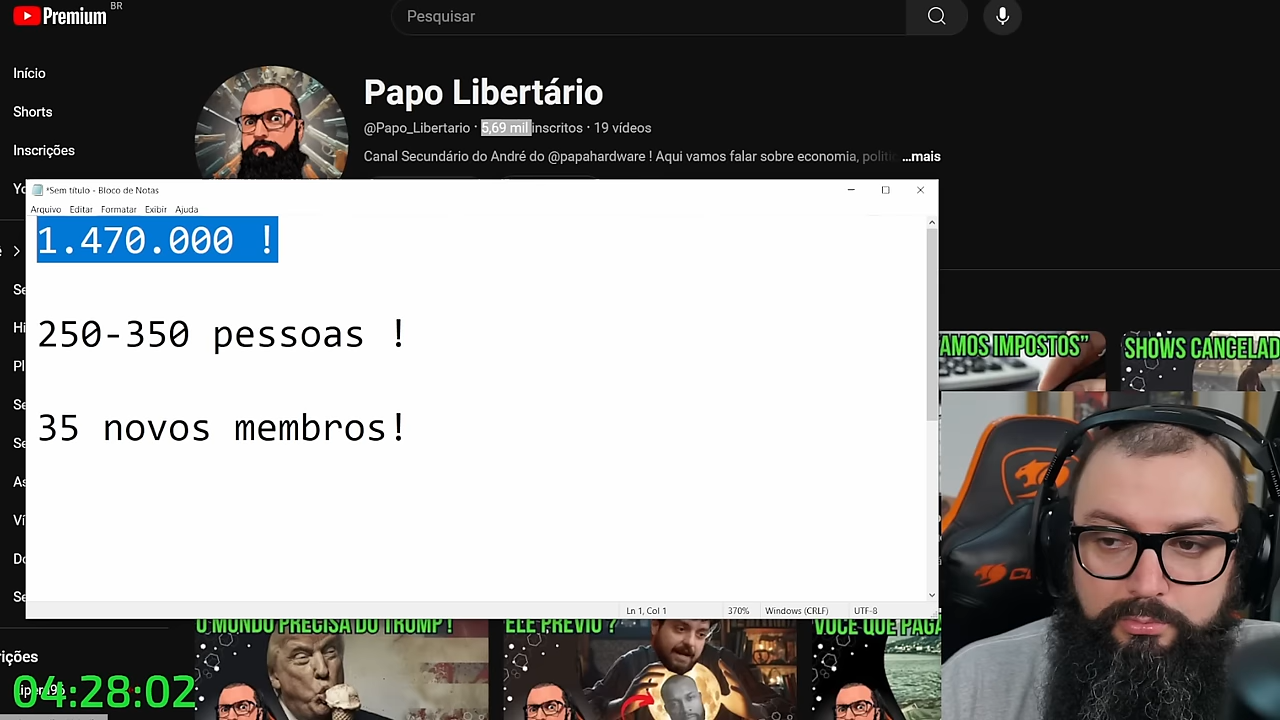 Premium BR
Pesquisar
Início
Shorts
Inscrições
Papo Libertário
@Papo_Libertario · 5,69 mil inscritos · 19 vídeos
Canal Secundário do André do @papahardware ! Aqui vamos falar sobre economia, ...mais
*Sem título - Bloco de Notas
Arquivo Editar Formatar Exibir Ajuda
1.470.000 !
250-350 pessoas !
35 novos membros!
AMOS IMPOSTOS”
SHOWS CANCELAD
Ln 1, Col 1 370% Windows (CRLF) UTF-8
O MUNDO PRECISA DO TRUMP !
ELE PREVIO ?
VOCÊ QUE PAGA
04:28:02